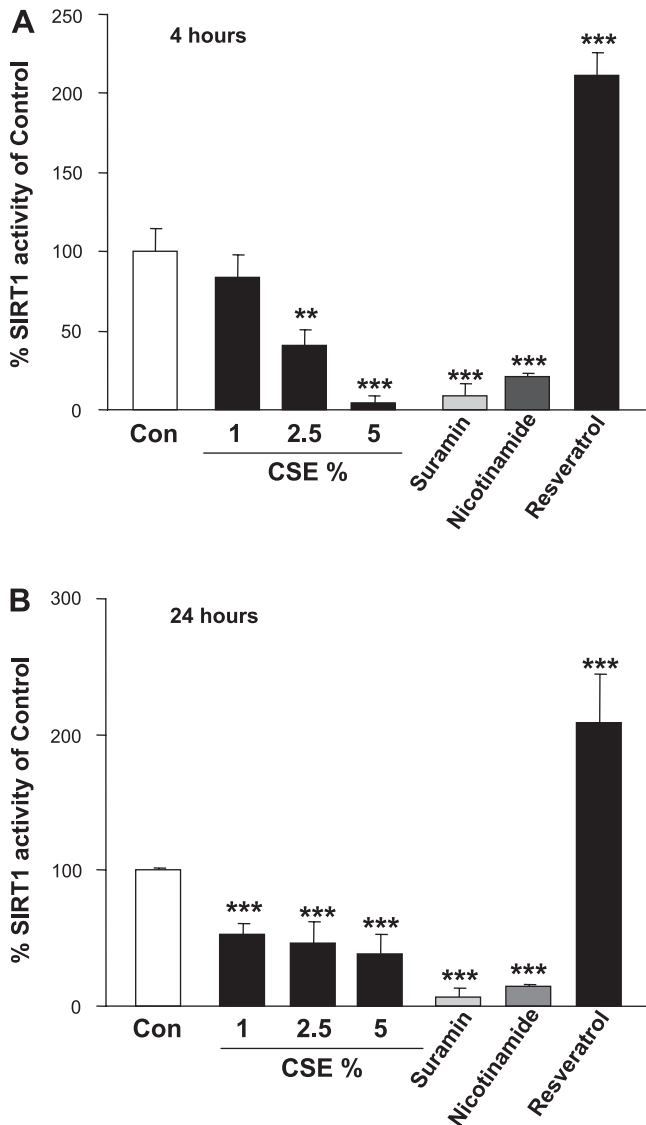 A
4 hours
% SIRT1 activity of Control
250
200
150
100
50
0
***
**
***
***
***
Con
1
2.5
5
CSE %
Suramin
Nicotinamide
Resveratrol
B
24 hours
% SIRT1 activity of Control
300
200
100
0
***
***
***
***
***
***
Con
1
2.5
5
CSE %
Suramin
Nicotinamide
Resveratrol